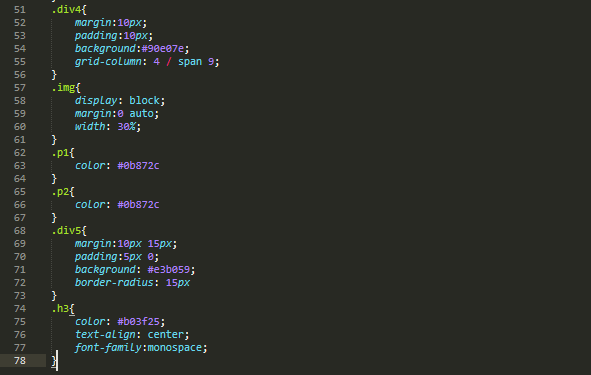 51 .div4{
52 margin:10px;
53 padding:10px;
54 background:#90e07e;
55 grid-column: 4 / span 9;
56 }
57 .img{
58 display: block;
59 margin:0 auto;
60 width: 30%;
61 }
62 .p1{
63 color: #0b872c
64 }
65 .p2{
66 color: #0b872c
67 }
68 .div5{
69 margin:10px 15px;
70 padding:5px 0;
71 background: #e3b059;
72 border-radius: 15px
73 }
74 .h3{
75 color: #b03f25;
76 text-align: center;
77 font-family:monospace;
78 }